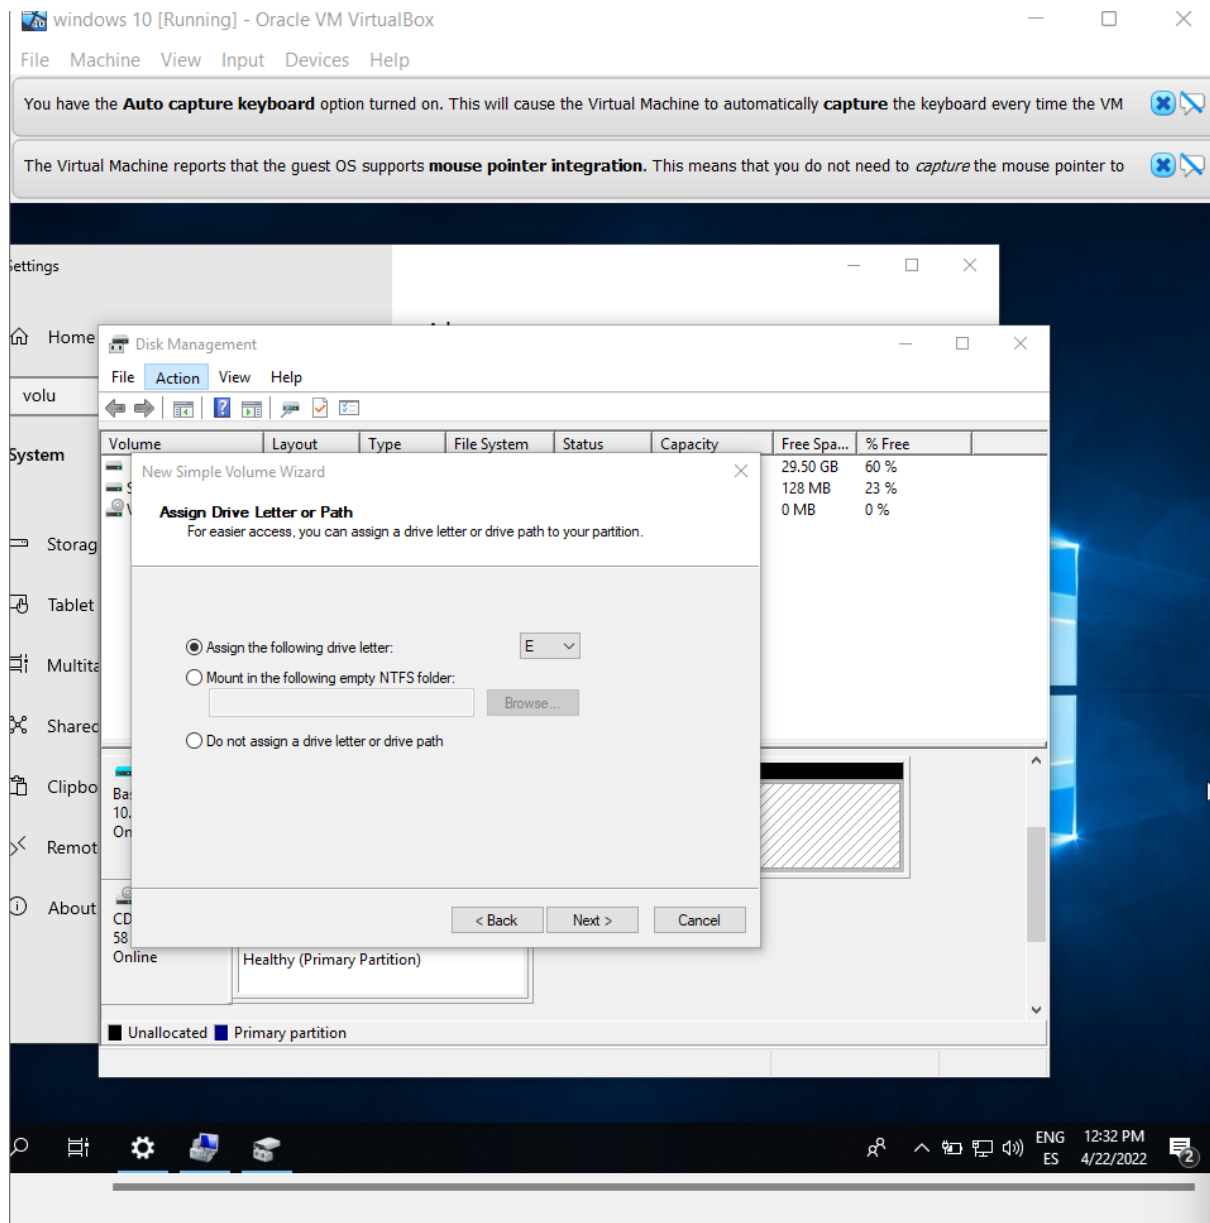 windows 10 [Running] - Oracle VM VirtualBox
File Machine View Input Devices Help
You have the Auto capture keyboard option turned on. This will cause the Virtual Machine to automatically capture the keyboard every time the VM
The Virtual Machine reports that the guest OS supports mouse pointer integration. This means that you do not need to capture the mouse pointer to
Settings
Home
Disk Management
File Action View Help
volu
Volume Layout Type File System Status Capacity Free Spa... % Free
System
29.50 GB 60 %
S 128 MB 23 %
V 0 MB 0 %
New Simple Volume Wizard
Assign Drive Letter or Path
For easier access, you can assign a drive letter or drive path to your partition.
Storag
Tablet
Multita
Shared
Clipbo
Remot
About
Assign the following drive letter: E
Mount in the following empty NTFS folder:
Browse...
Do not assign a drive letter or drive path
Bas
10.
On
< Back Next > Cancel
CD
58
Online
Healthy (Primary Partition)
Unallocated Primary partition
ENG 12:32 PM
ES 4/22/2022
2